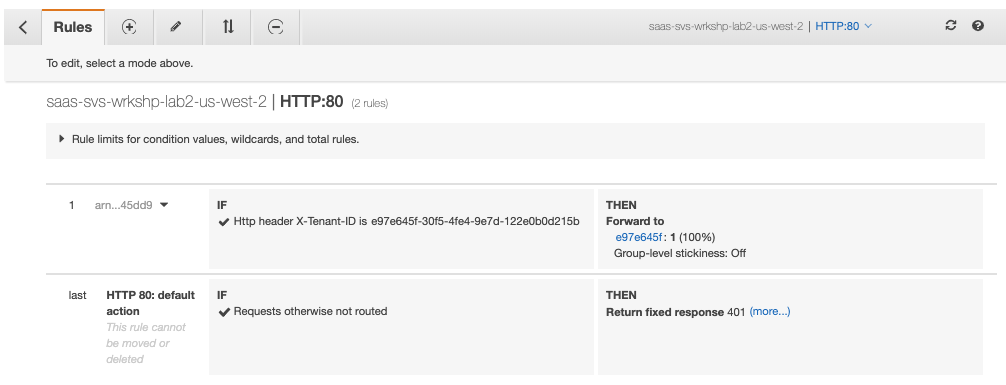 Rules
saas-svs-wrkshp-lab2-us-west-2 | HTTP:80
To edit, select a mode above.
saas-svs-wrkshp-lab2-us-west-2 | HTTP:80 (2 rules)
Rule limits for condition values, wildcards, and total rules.
1 arn...45dd9
IF
Http header X-Tenant-ID is e97e645f-30f5-4fe4-9e7d-122e0b0d215b
THEN
Forward to
e97e645f: 1 (100%)
Group-level stickiness: Off
last
HTTP 80: default
action
This rule cannot
be moved or
deleted
IF
Requests otherwise not routed
THEN
Return fixed response 401 (more...)